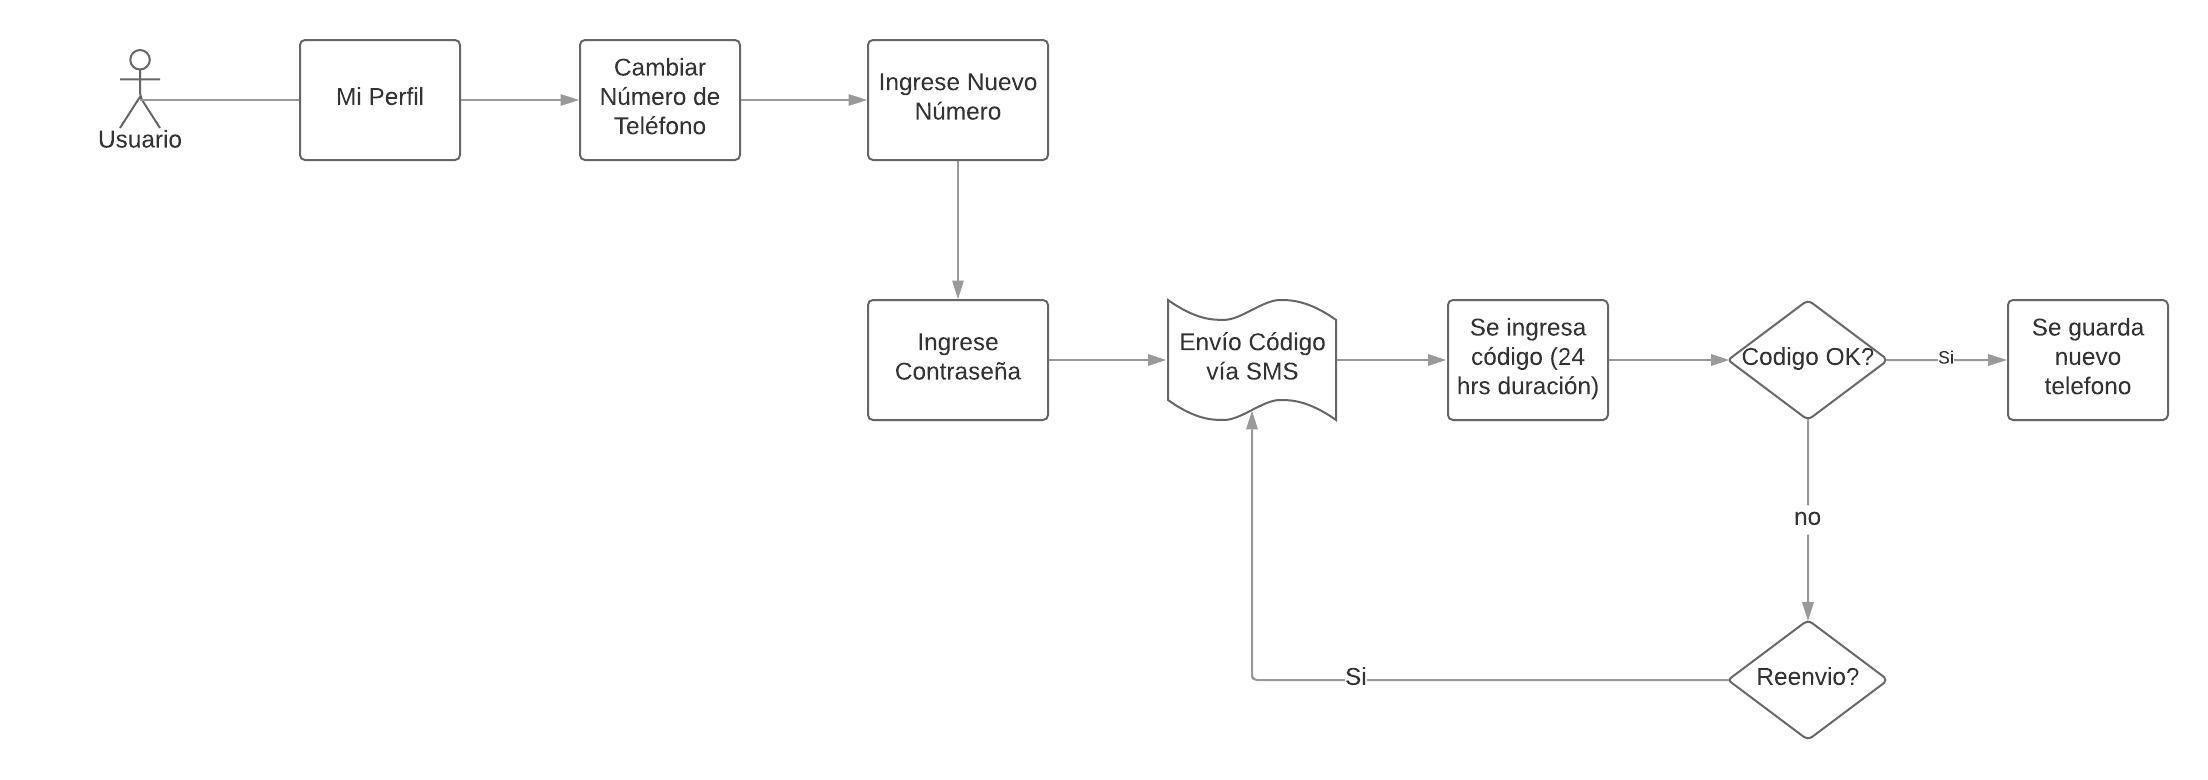 Usuario
Mi Perfil
Cambiar
Número de
Teléfono
Ingrese Nuevo
Número
Ingrese
Contraseña
Envío Código
vía SMS
Se ingresa
código (24
hrs duración)
Codigo OK?
Si
Se guarda
nuevo
telefono
no
Reenvio?
Si